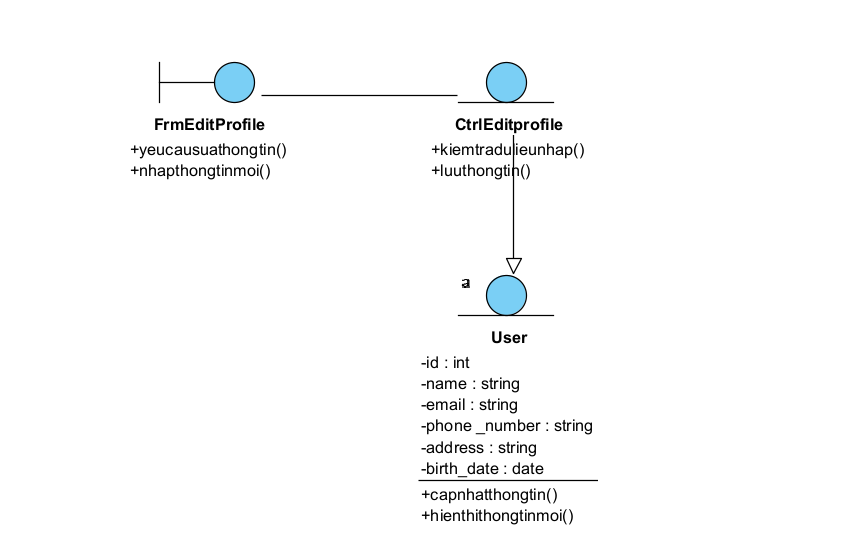 FrmEditProfile
+yeucausuathongtin()
+nhapthongtinmoi()
CtrlEditprofile
+kiemtradulieunhap()
+luuthongtin()
a
User
-id : int
-name : string
-email : string
-phone _number : string
-address : string
-birth_date : date
+capnhatthongtin()
+hienthithongtinmoi()